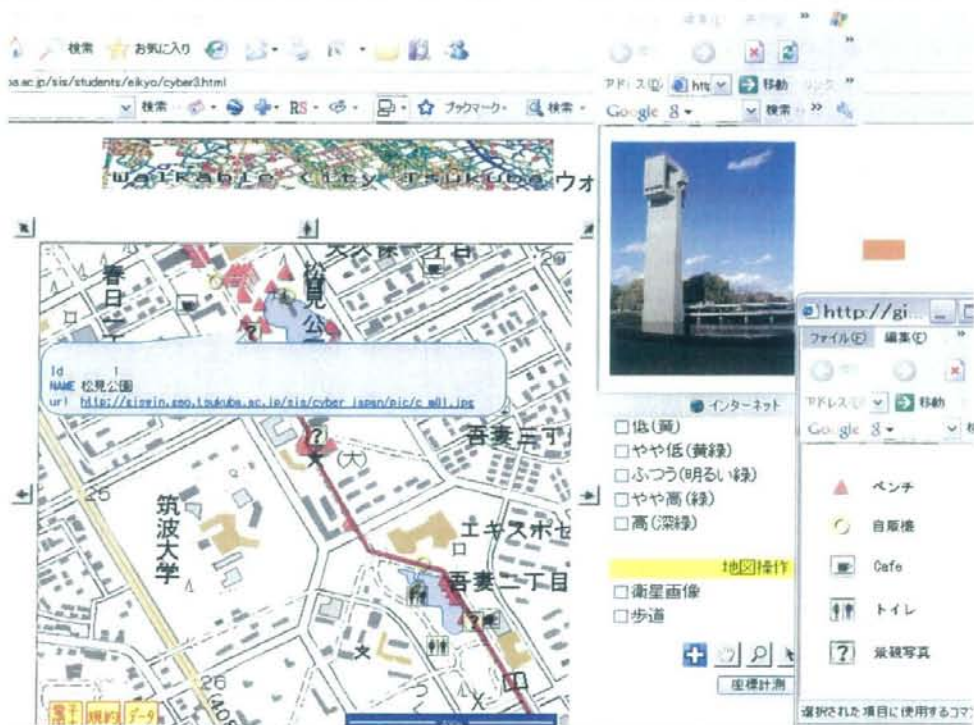 検索 お気に入り
ba.ac.jp/sis/students/eikyo/cyber3.html
検索 RS ブックマーク 検索
Walkable City Tsukuba ウォ
春日
松見公
Id 1
NAME 松見公園
url http://giswin.geo.tsukuba.ac.jp/sis/cyber_japan/pic/c_m01.jpg
吾妻三丁
(大)
25
筑波大学
エキスポセ
吾妻二丁目
26
(408
規約
データ
アドレス(D) htt 移動
Google 検索
インターネット
低(黄)
やや低(黄緑)
ふつう(明るい緑)
やや高(緑)
高(深緑)
地図操作
衛星画像
歩道
座標計測
http://gi...
ファイル(F) 編集(E)
アドレス(D) 移動
Google
ベンチ
自販機
Cafe
トイレ
? 景観写真
選択された項目に使用するコマ